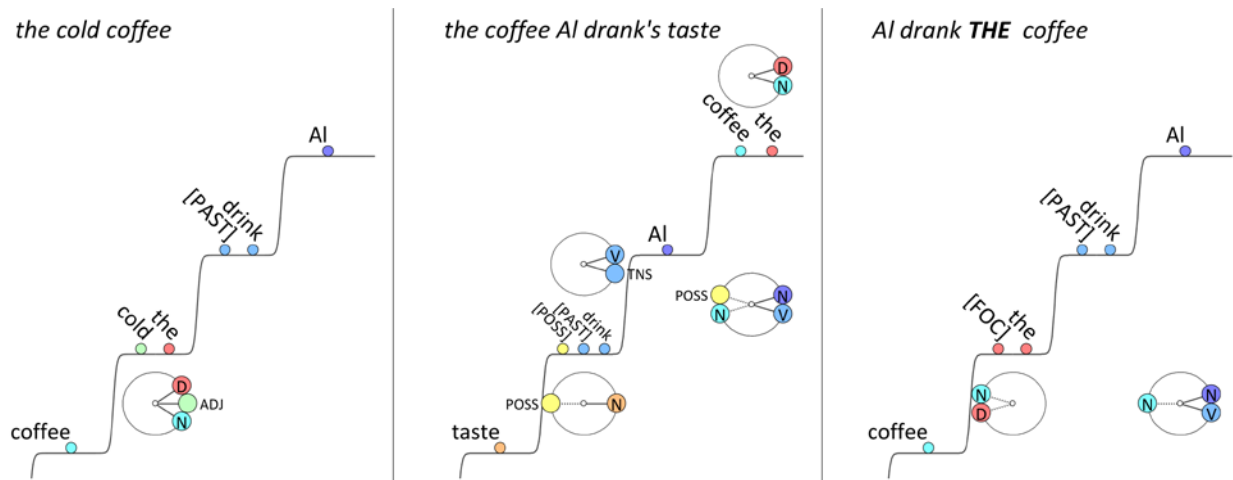 the cold coffee
Al
[PAST]
drink
cold
the
D
ADJ
N
coffee
the coffee Al drank's taste
D
N
coffee
the
Al
V
TNS
POSS
N
N
V
[POSS]
[PAST]
drink
POSS
N
taste
Al drank THE coffee
Al
[PAST]
drink
[FOC]
the
N
D
N
N
V
coffee